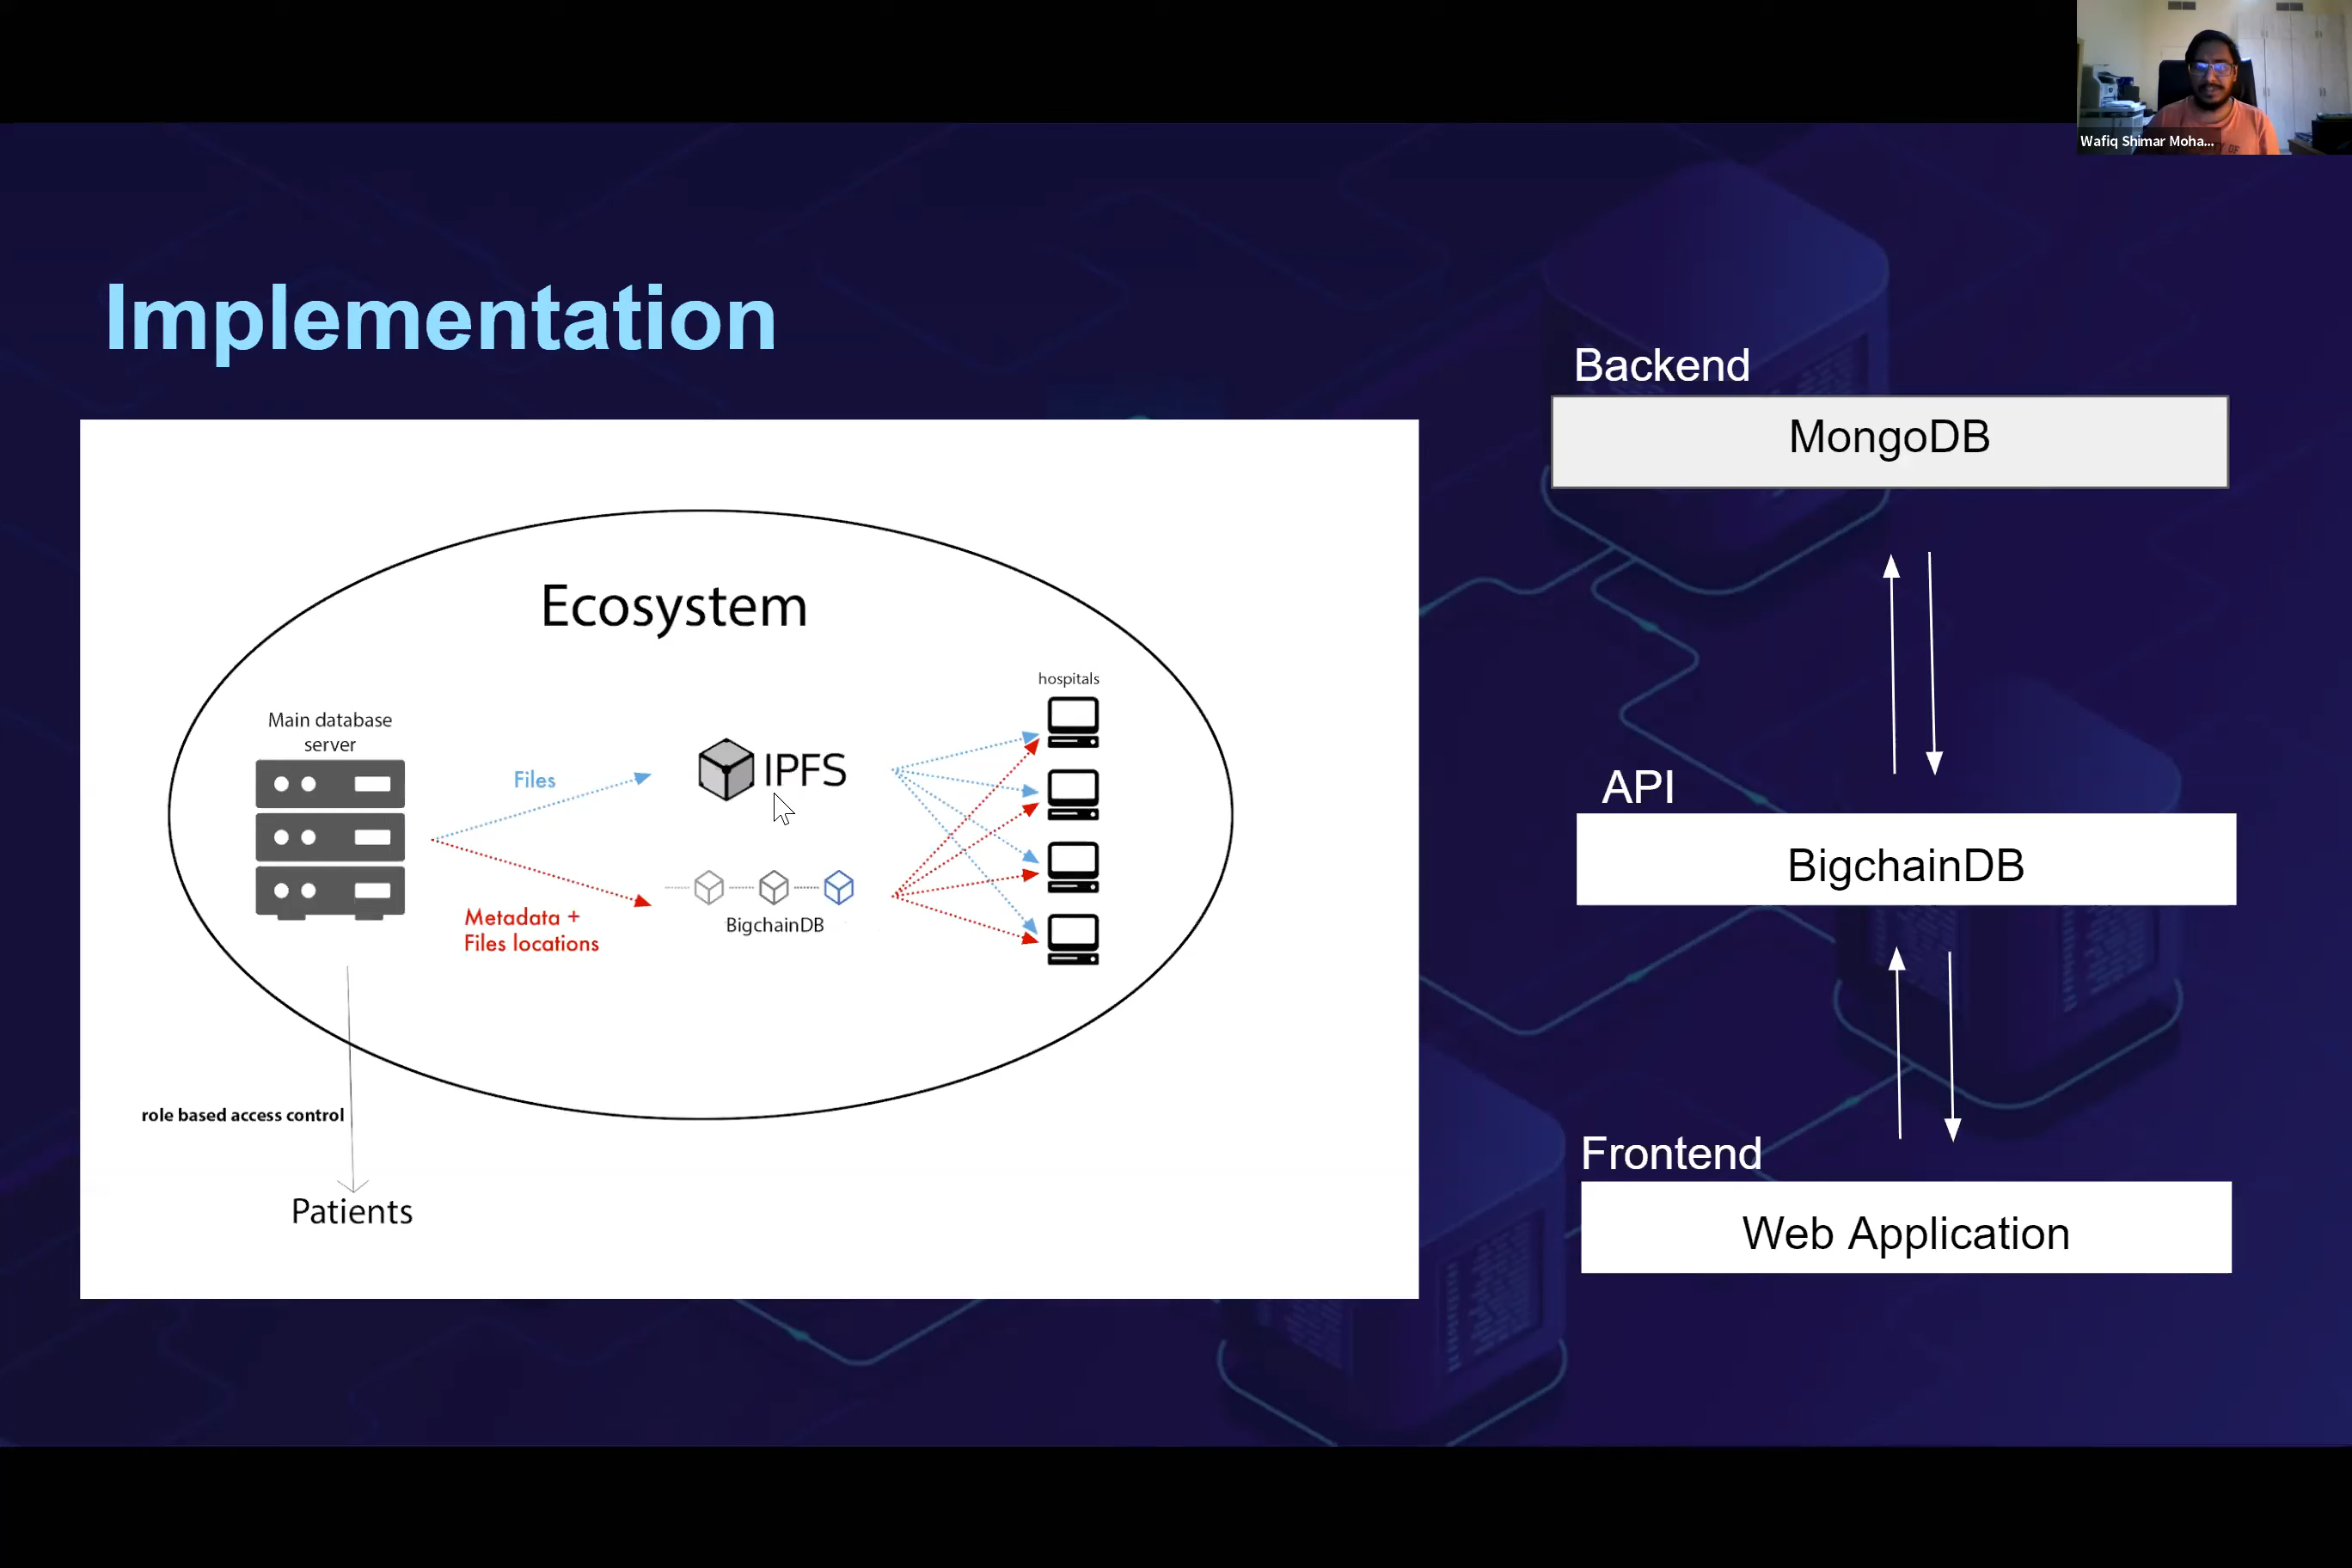 Wafiq Shimar Moha...
Implementation
Ecosystem
Main database
server
Files
IPFS
Metadata +
Files locations
BigchainDB
hospitals
role based access control
Patients
Backend
MongoDB
API
BigchainDB
Frontend
Web Application